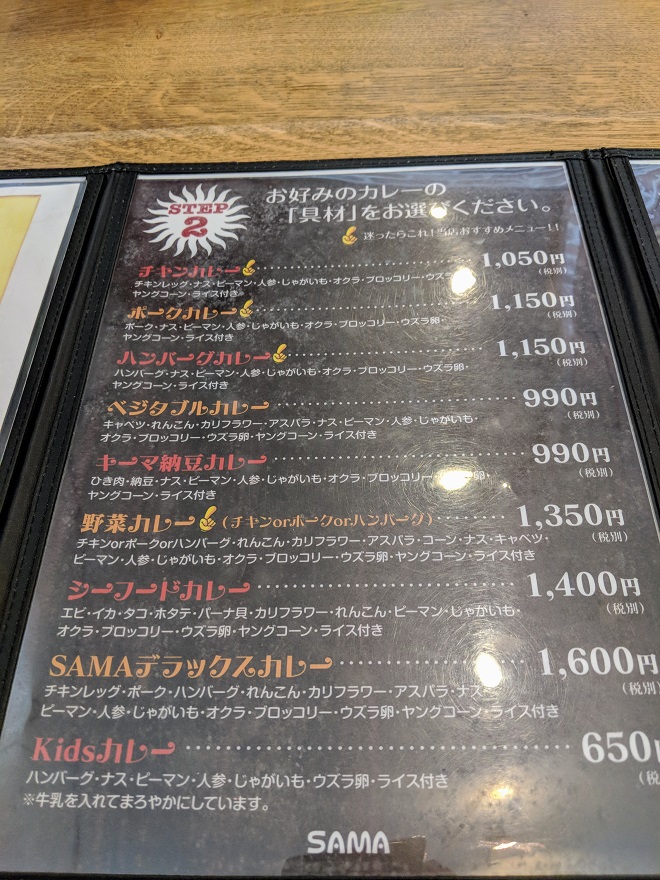 STEP
2
お好みのカレーの
「具材」をお選びください。
迷ったらこれ!当店おすすめメニュー!!
チキンカレー 1,050円
(税別)
チキンレッグ・ナス・ピーマン・人参・じゃがいも・オクラ・ブロッコリー・ウズラ
ヤングコーン・ライス付き
ポークカレー 1,150円
(税別)
ポーク・ナス・ピーマン・人参・じゃがいも・オクラ・ブロッコリー・ウズラ卵・
ヤングコーン・ライス付き
ハンバーグカレー 1,150円
(税別)
ハンバーグ・ナス・ピーマン・人参・じゃがいも・オクラ・ブロッコリー・ウズラ卵・
ヤングコーン・ライス付き
ベジタブルカレー 990円
(税別)
キャベツ・れんこん・カリフラワー・アスパラ・ナス・ピーマン・人参・じゃがいも・
オクラ・ブロッコリー・ウズラ卵・ヤングコーン・ライス付き
キーマ納豆カレー 990円
(税別)
ひき肉・納豆・ナス・ピーマン・人参・じゃがいも・オクラ・ブロッコリー・ウズラ卵・
ヤングコーン・ライス付き
野菜カレー (チキンorポークorハンバーグ) 1,350円
(税別)
チキンorポークorハンバーグ・れんこん・カリフラワー・アスパラ・コーン・ナス・キャベツ・
ピーマン・人参・じゃがいも・オクラ・ブロッコリー・ウズラ卵・ヤングコーン・ライス付き
シーフードカレー 1,400円
(税別)
エビ・イカ・タコ・ホタテ・パーナ貝・カリフラワー・れんこん・ピーマン・じゃがいも・
オクラ・ブロッコリー・ウズラ卵・ヤングコーン・ライス付き
SAMAデラックスカレー 1,600円
(税別)
チキンレッグ・ポーク・ハンバーグ・れんこん・カリフラワー・アスパラ・ナス・
ピーマン・人参・じゃがいも・オクラ・ブロッコリー・ウズラ卵・ヤングコーン・ライス付き
Kidsカレー 650円
(税
ハンバーグ・ナス・ピーマン・人参・じゃがいも・ウズラ卵・ライス付き
※牛乳を入れてまろやかにしています。
SAMA